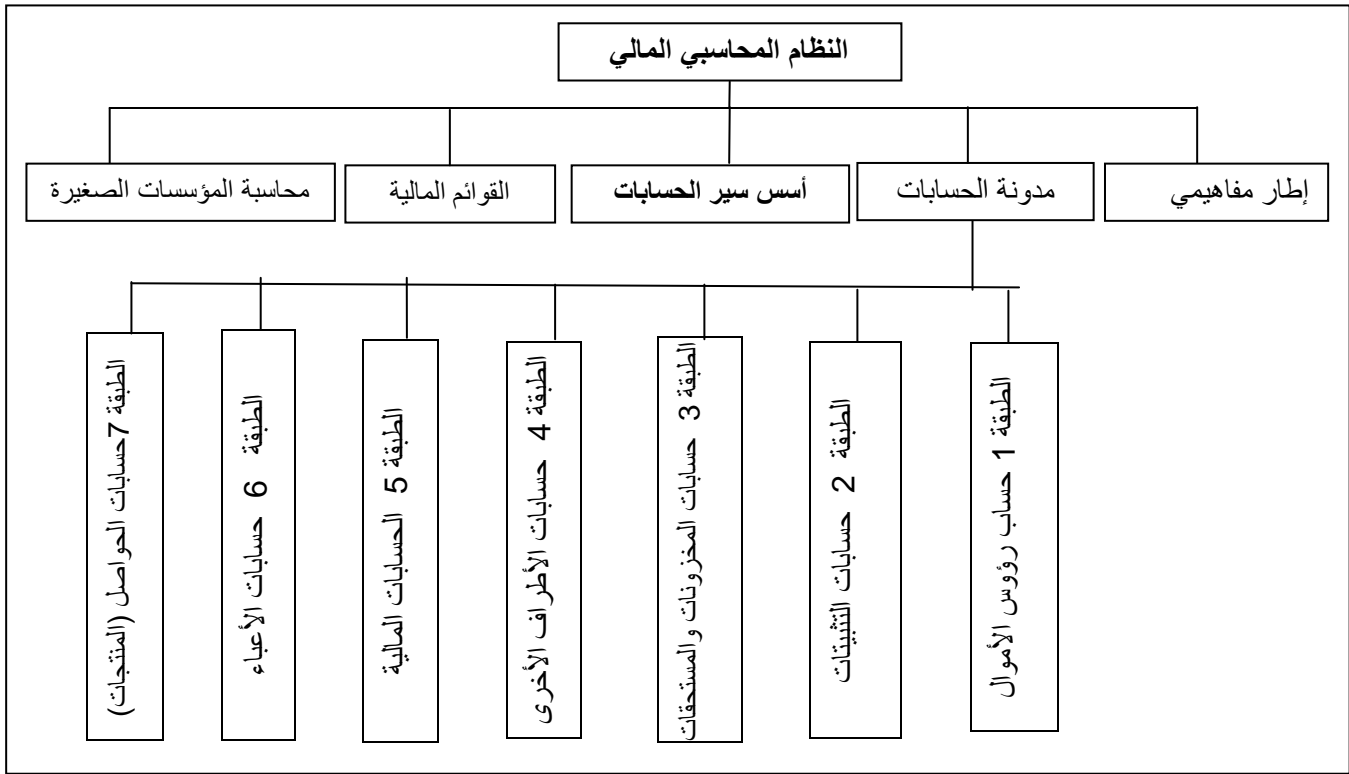 النظام المحاسبي المالي
إطار مفاهيمي
مدونة الحسابات
أسس سير الحسابات
القوائم المالية
محاسبة المؤسسات الصغيرة
الطبقة 1 حساب رؤوس الأموال
الطبقة 2 حسابات التثبيتات
الطبقة 3 حسابات المخزونات والمستحقات
الطبقة 4 حسابات الأطراف الأخرى
الطبقة 5 الحسابات المالية
الطبقة 6 حسابات الأعباء
الطبقة 7حسابات الحواصل (المنتجات)